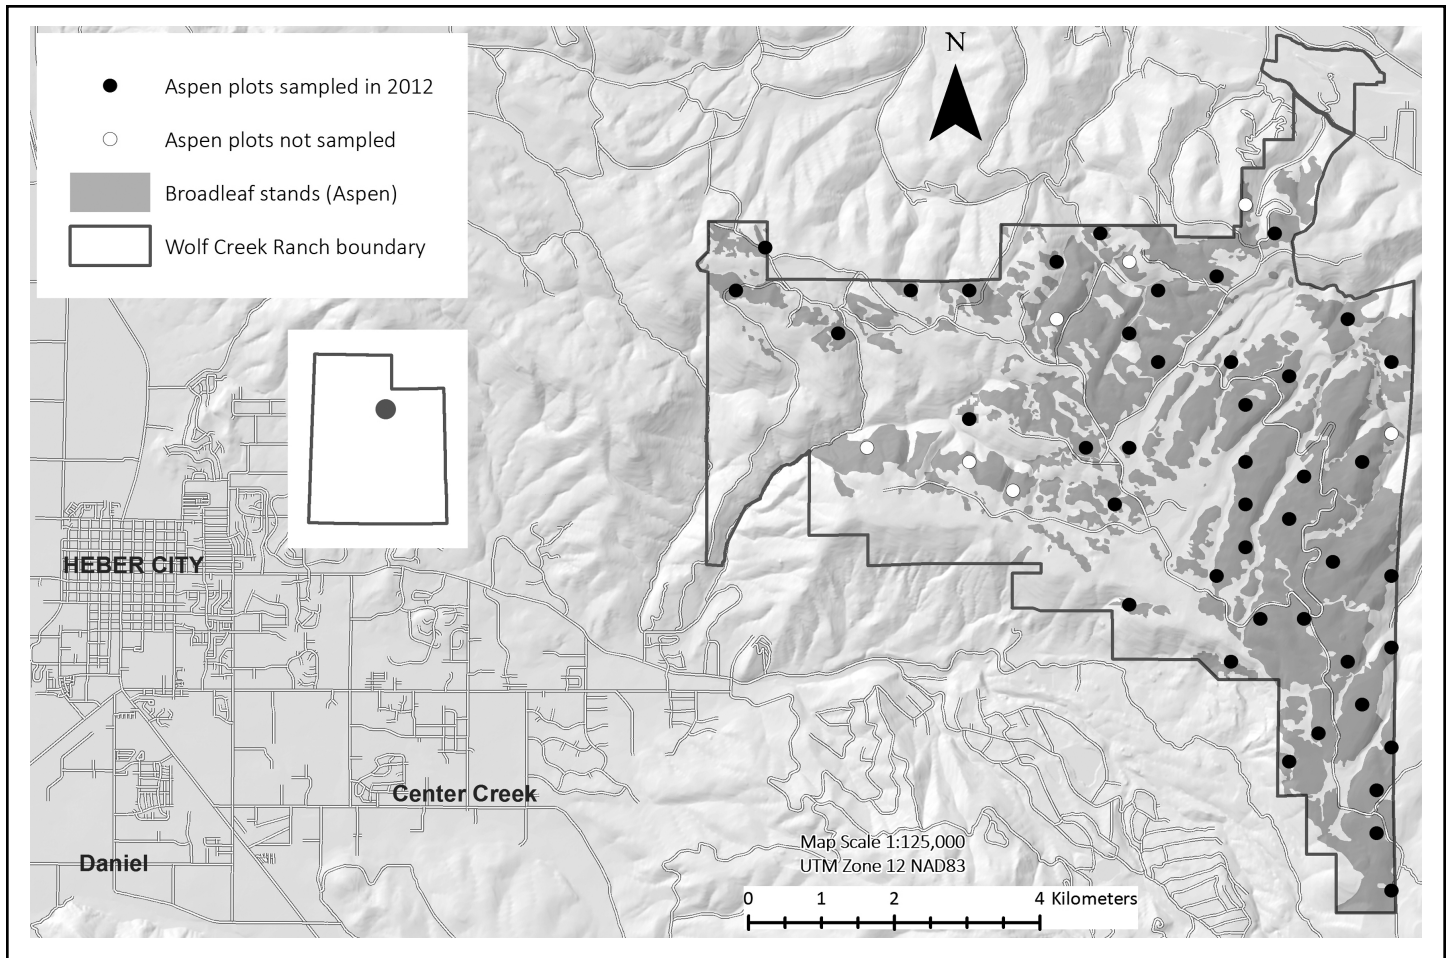 Aspen plots sampled in 2012
Aspen plots not sampled
Broadleaf stands (Aspen)
Wolf Creek Ranch boundary
N
HEBER CITY
Center Creek
Daniel
Map Scale 1:125,000
UTM Zone 12 NAD83
0 1 2 4 Kilometers